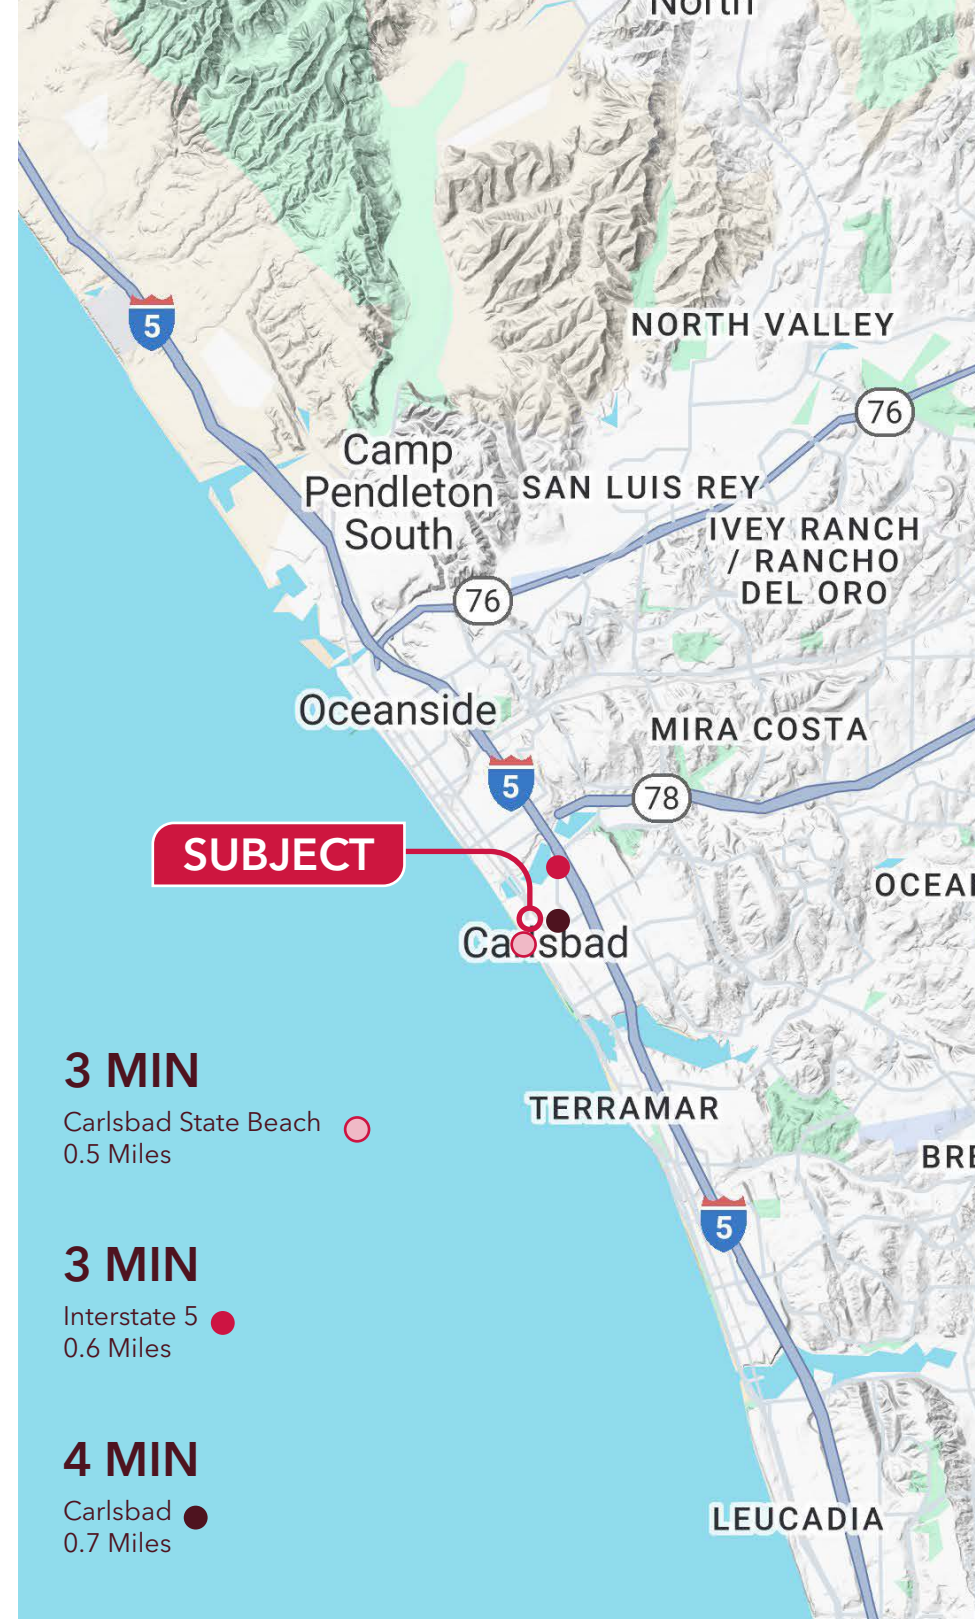 North
5
NORTH VALLEY
76
Camp
Pendleton
South
SAN LUIS REY
IVEY RANCH
/ RANCHO
DEL ORO
76
Oceanside
MIRA COSTA
5
78
SUBJECT
OCEA
Carlsbad
3 MIN
Carlsbad State Beach
0.5 Miles
TERRAMAR
BRE
5
3 MIN
Interstate 5
0.6 Miles
4 MIN
Carlsbad
0.7 Miles
LEUCADIA